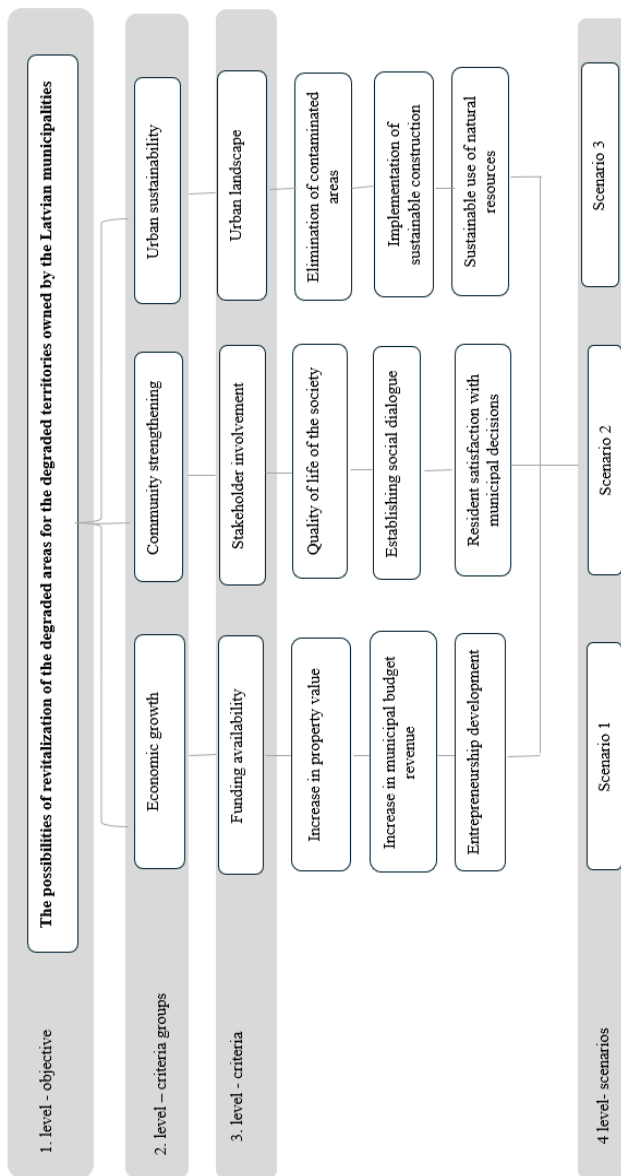 1. level - objective
The possibilities of revitalization of the degraded areas for the degraded territories owned by the Latvian municipalities
2. level – criteria groups
Economic growth
Community strengthening
Urban sustainability
3. level - criteria
Funding availability
Stakeholder involvement
Urban landscape
Increase in property value
Quality of life of the society
Elimination of contaminated
areas
Increase in municipal budget
revenue
Establishing social dialogue
Implementation of
sustainable construction
Entrepreneurship development
Resident satisfaction with
municipal decisions
Sustainable use of natural
resources
4 level- scenarios
Scenario 1
Scenario 2
Scenario 3